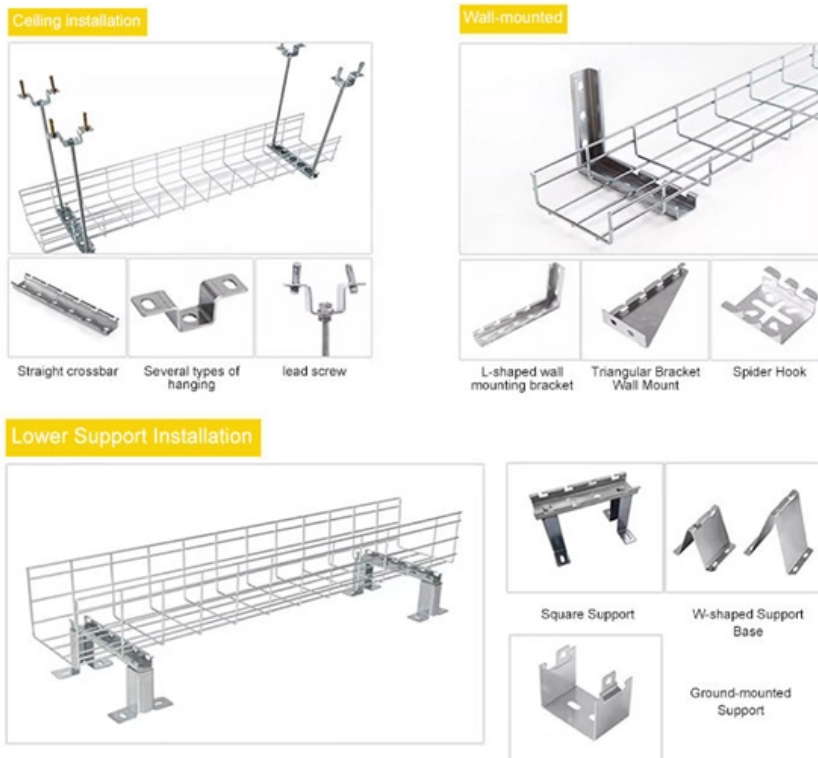 Ceiling installation
Wall-mounted
Straight crossbar
Several types of
hanging
lead screw
L-shaped wall
mounting bracket
Triangular Bracket
Wall Mount
Spider Hook
Lower Support Installation
Square Support
W-shaped Support
Base
Ground-mounted
Support